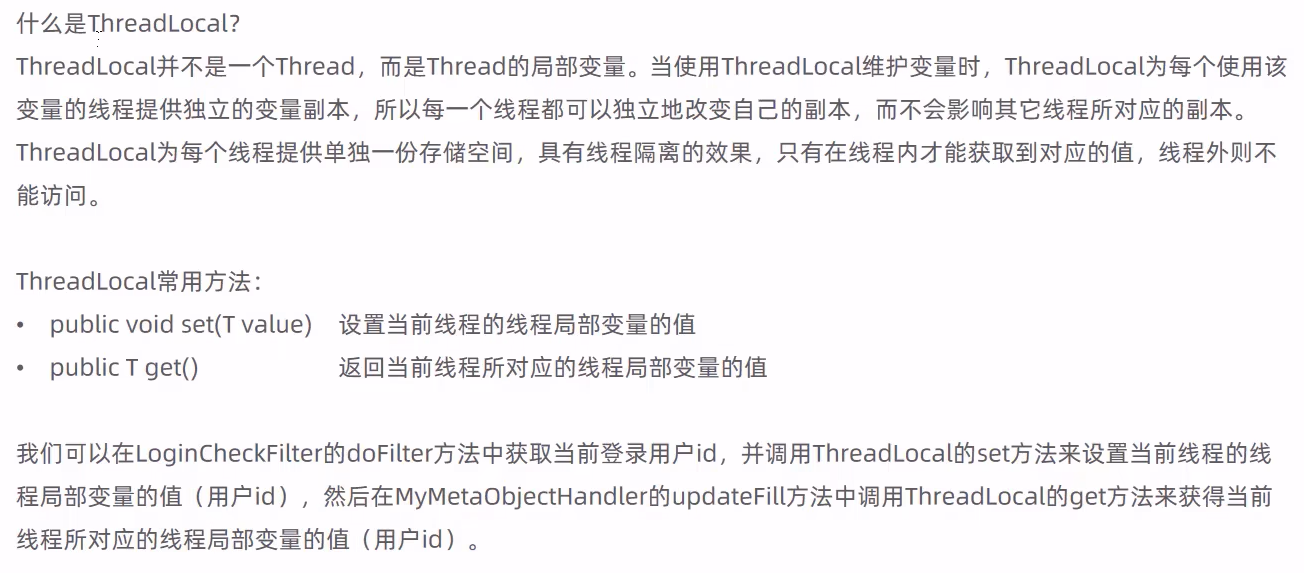 什么是ThreadLocal?
ThreadLocal并不是一个Thread，而是Thread的局部变量。当使用ThreadLocal维护变量时，ThreadLocal为每个使用该
变量的线程提供独立的变量副本，所以每一个线程都可以独立地改变自己的副本，而不会影响其它线程所对应的副本。
ThreadLocal为每个线程提供单独一份存储空间，具有线程隔离的效果，只有在线程内才能获取到对应的值，线程外则不
能访问。
ThreadLocal常用方法：
• public void set(T value) 设置当前线程的线程局部变量的值
• public T get() 返回当前线程所对应的线程局部变量的值
我们可以在LoginCheckFilter的doFilter方法中获取当前登录用户id，并调用ThreadLocal的set方法来设置当前线程的线
程局部变量的值（用户id），然后在MyMetaObjectHandler的updateFill方法中调用ThreadLocal的get方法来获得当前
线程所对应的线程局部变量的值（用户id）。